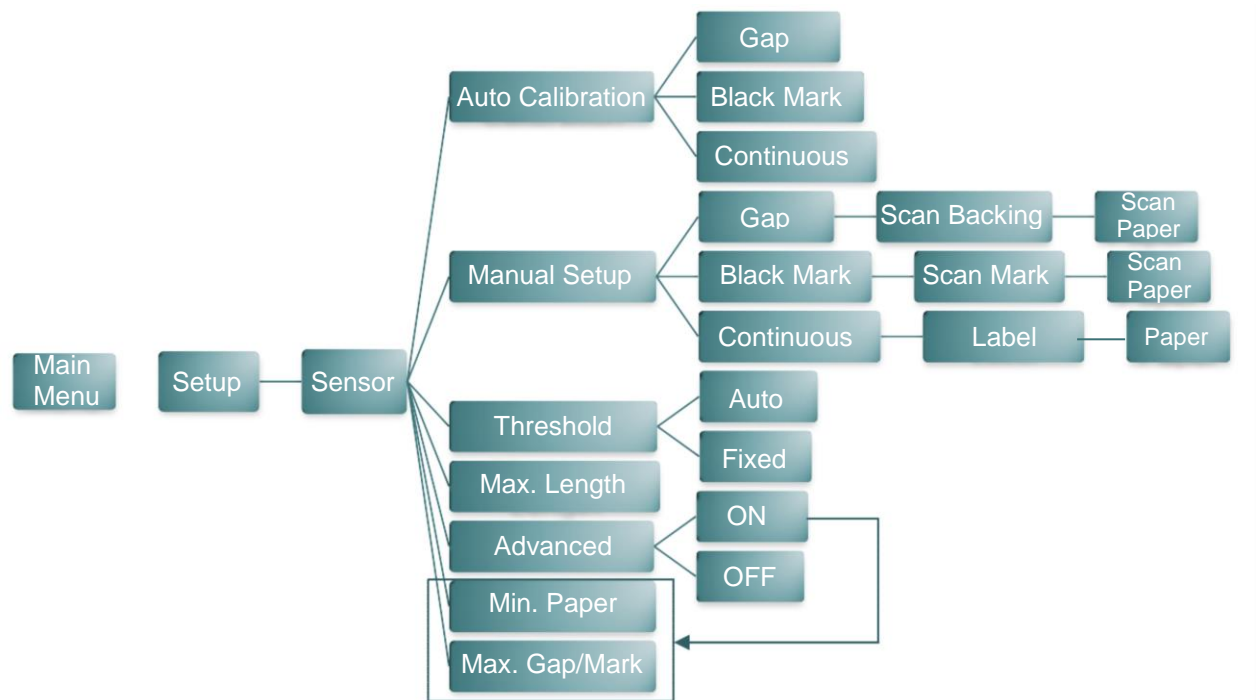 Gap
Auto Calibration
Black Mark
Continuous
Gap
Scan Backing
Scan
Paper
Manual Setup
Black Mark
Scan Mark
Scan
Paper
Continuous
Label
Paper
Main
Menu
Setup
Sensor
Auto
Threshold
Fixed
Max. Length
ON
Advanced
OFF
Min. Paper
Max. Gap/Mark